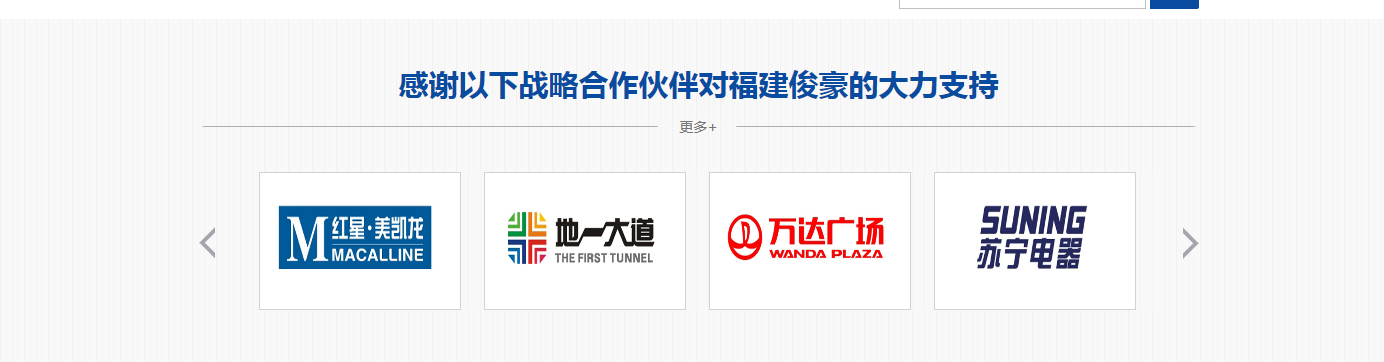 感谢以下战略合作伙伴对福建俊豪的大力支持
更多+
M 红星·美凯龙
MACALLINE
地一大道
THE FIRST TUNNEL
万达广场
WANDA PLAZA
SUNING
苏宁电器